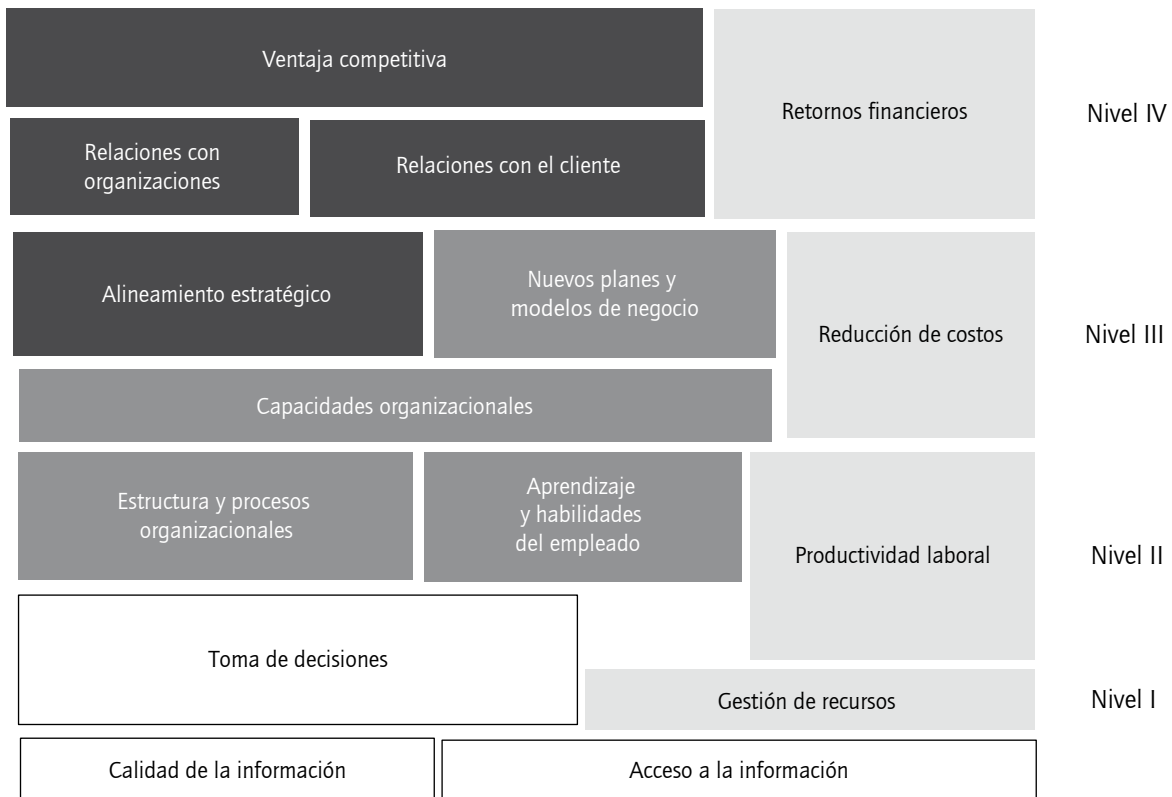 Ventaja competitiva
Retornos financieros
Nivel IV
Relaciones con
organizaciones
Relaciones con el cliente
Alineamiento estratégico
Nuevos planes y
modelos de negocio
Reducción de costos
Nivel III
Capacidades organizacionales
Estructura y procesos
organizacionales
Aprendizaje
y habilidades
del empleado
Productividad laboral
Nivel II
Toma de decisiones
Gestión de recursos
Nivel I
Calidad de la información
Acceso a la información